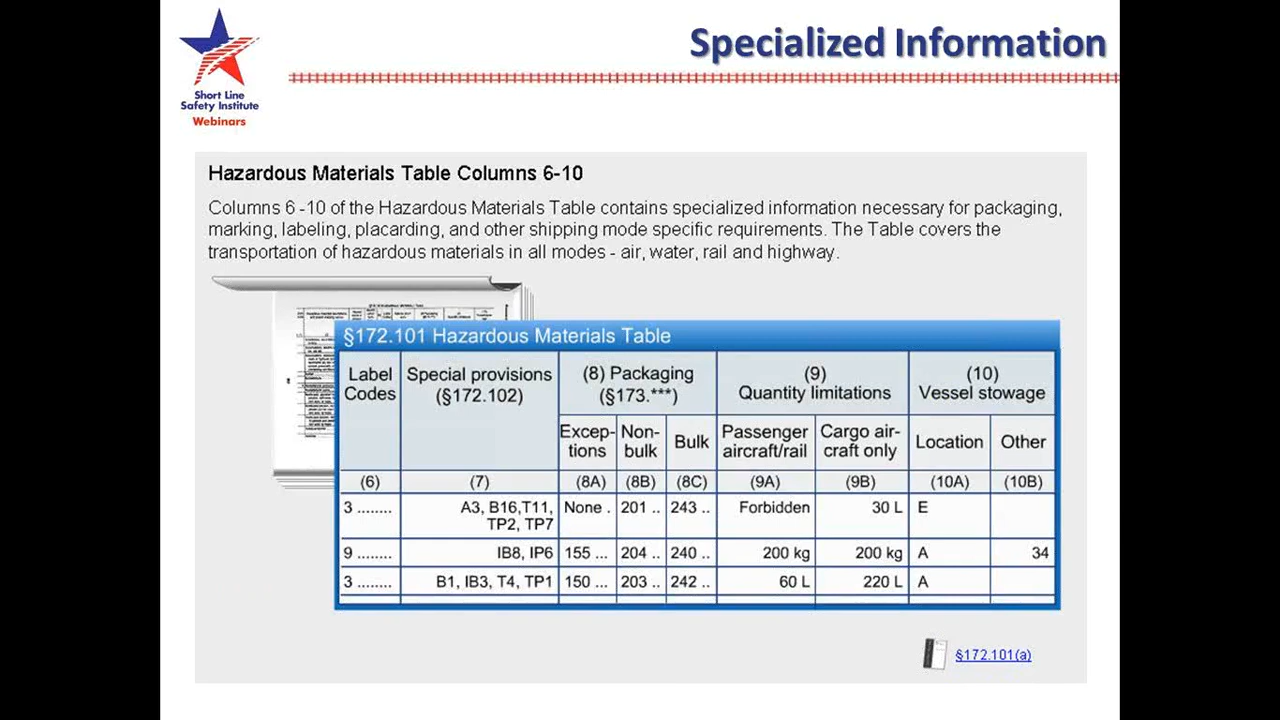 Specialized Information
Short Line
Safety Institute
Webinars
Hazardous Materials Table Columns 6-10
Columns 6 -10 of the Hazardous Materials Table contains specialized information necessary for packaging,
marking, labeling, placarding, and other shipping mode specific requirements. The Table covers the
transportation of hazardous materials in all modes - air, water, rail and highway.
§172.101 Hazardous Materials Table
Label Codes Special provisions (§172.102) (8) Packaging (§173.***) (9) Quantity limitations (10) Vessel stowage
Excep-tions Non-bulk Bulk Passenger aircraft/rail Cargo air-craft only Location Other
(6) (7) (8A) (8B) (8C) (9A) (9B) (10A) (10B)
3 ........ A3, B16,T11, TP2, TP7 None . 201 .. 243 .. Forbidden 30 L E
9 ........ IB8, IP6 155 ... 204 .. 240 .. 200 kg 200 kg A 34
3 ........ B1, IB3, T4, TP1 150 ... 203 .. 242 .. 60 L 220 L A
§172.101(a)